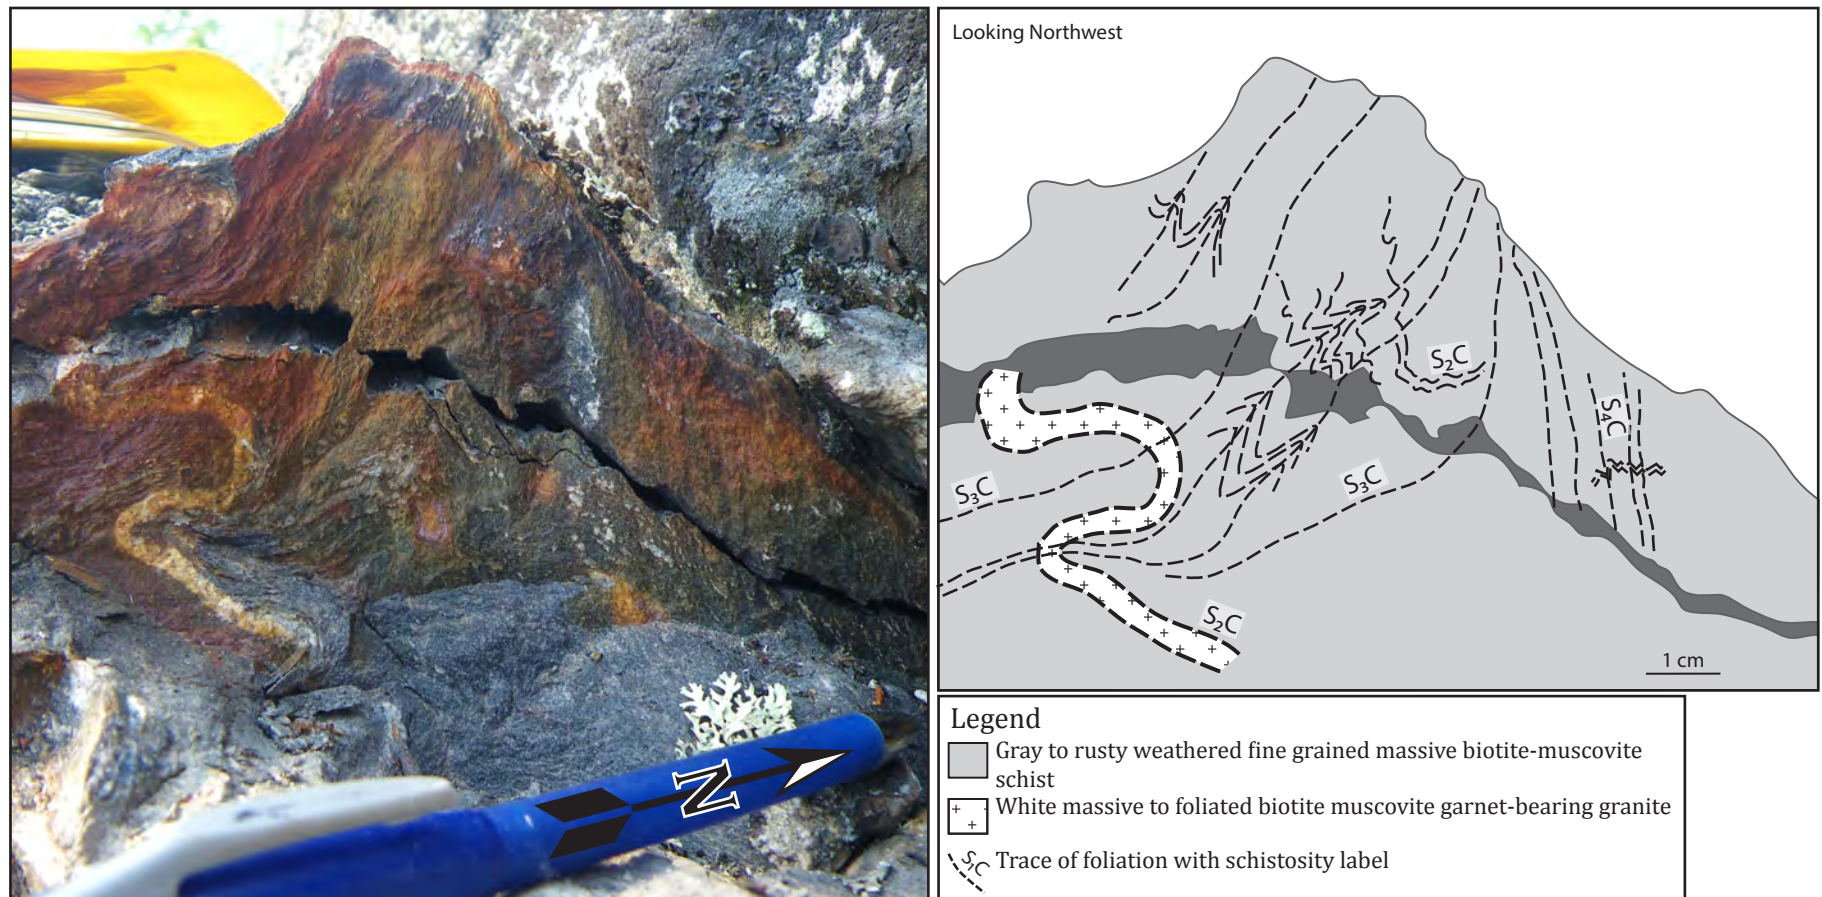 Looking Northwest
S₂C
S₄C
S₃C
S₃C
S₂C
1 cm
N
Legend
Gray to rusty weathered fine grained massive biotite-muscovite
schist
White massive to foliated biotite muscovite garnet-bearing granite
S₁C
Trace of foliation with schistosity label